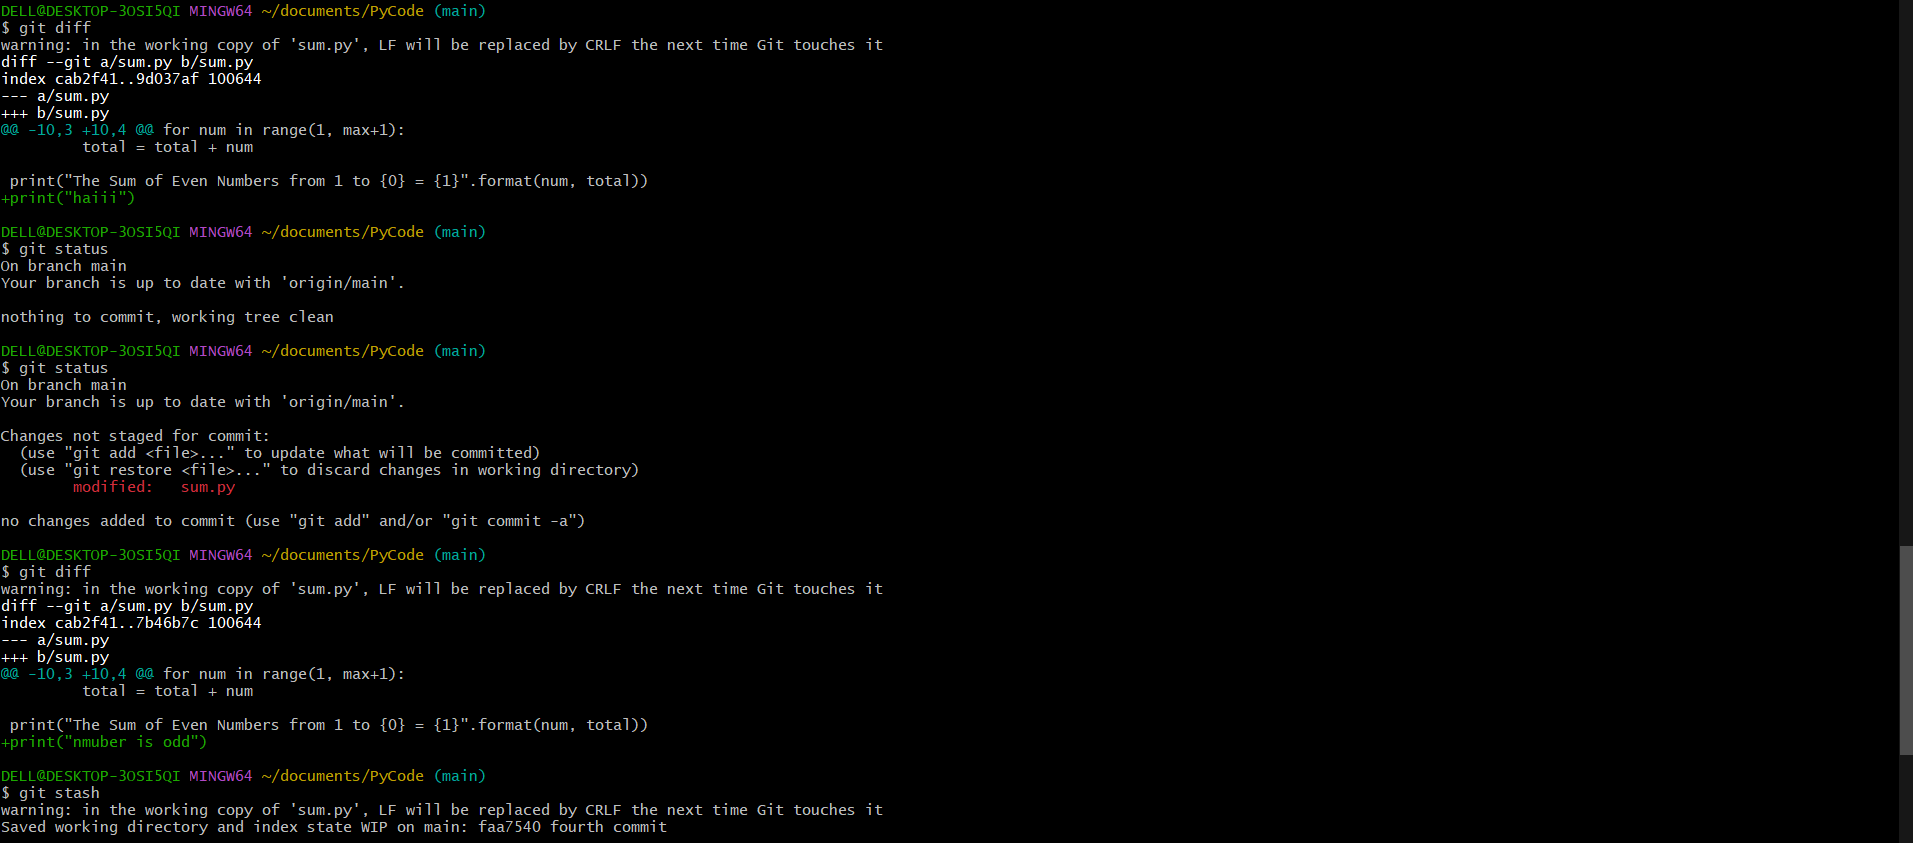 DELL@DESKTOP-3OSI5QI MINGW64 ~/documents/PyCode (main)
$ git diff
warning: in the working copy of 'sum.py', LF will be replaced by CRLF the next time Git touches it
diff --git a/sum.py b/sum.py
index cab2f41..9d037af 100644
--- a/sum.py
+++ b/sum.py
@@ -10,3 +10,4 @@ for num in range(1, max+1):
         total = total + num

 print("The Sum of Even Numbers from 1 to {0} = {1}".format(num, total))
+print("haiii")

DELL@DESKTOP-3OSI5QI MINGW64 ~/documents/PyCode (main)
$ git status
On branch main
Your branch is up to date with 'origin/main'.

nothing to commit, working tree clean

DELL@DESKTOP-3OSI5QI MINGW64 ~/documents/PyCode (main)
$ git status
On branch main
Your branch is up to date with 'origin/main'.

Changes not staged for commit:
  (use "git add <file>..." to update what will be committed)
  (use "git restore <file>..." to discard changes in working directory)
        modified:   sum.py

no changes added to commit (use "git add" and/or "git commit -a")

DELL@DESKTOP-3OSI5QI MINGW64 ~/documents/PyCode (main)
$ git diff
warning: in the working copy of 'sum.py', LF will be replaced by CRLF the next time Git touches it
diff --git a/sum.py b/sum.py
index cab2f41..7b46b7c 100644
--- a/sum.py
+++ b/sum.py
@@ -10,3 +10,4 @@ for num in range(1, max+1):
         total = total + num

 print("The Sum of Even Numbers from 1 to {0} = {1}".format(num, total))
+print("nmuber is odd")

DELL@DESKTOP-3OSI5QI MINGW64 ~/documents/PyCode (main)
$ git stash
warning: in the working copy of 'sum.py', LF will be replaced by CRLF the next time Git touches it
Saved working directory and index state WIP on main: faa7540 fourth commit